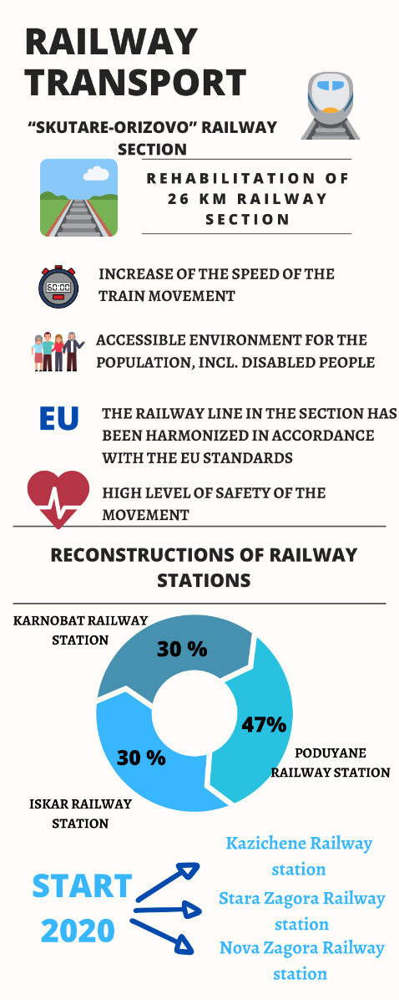 RAILWAY
TRANSPORT
“SKUTARE-ORIZOVO” RAILWAY
SECTION
REHABILITATION OF
26 KM RAILWAY
SECTION
60:00
INCREASE OF THE SPEED OF THE
TRAIN MOVEMENT
ACCESSIBLE ENVIRONMENT FOR THE
POPULATION, INCL. DISABLED PEOPLE
EU
THE RAILWAY LINE IN THE SECTION HAS
BEEN HARMONIZED IN ACCORDANCE
WITH THE EU STANDARDS
HIGH LEVEL OF SAFETY OF THE
MOVEMENT
RECONSTRUCTIONS OF RAILWAY
STATIONS
KARNOBAT RAILWAY
STATION
30 %
47%
PODUYANE
RAILWAY STATION
30 %
ISKAR RAILWAY
STATION
START
2020
Kazichene Railway
station
Stara Zagora Railway
station
Nova Zagora Railway
station